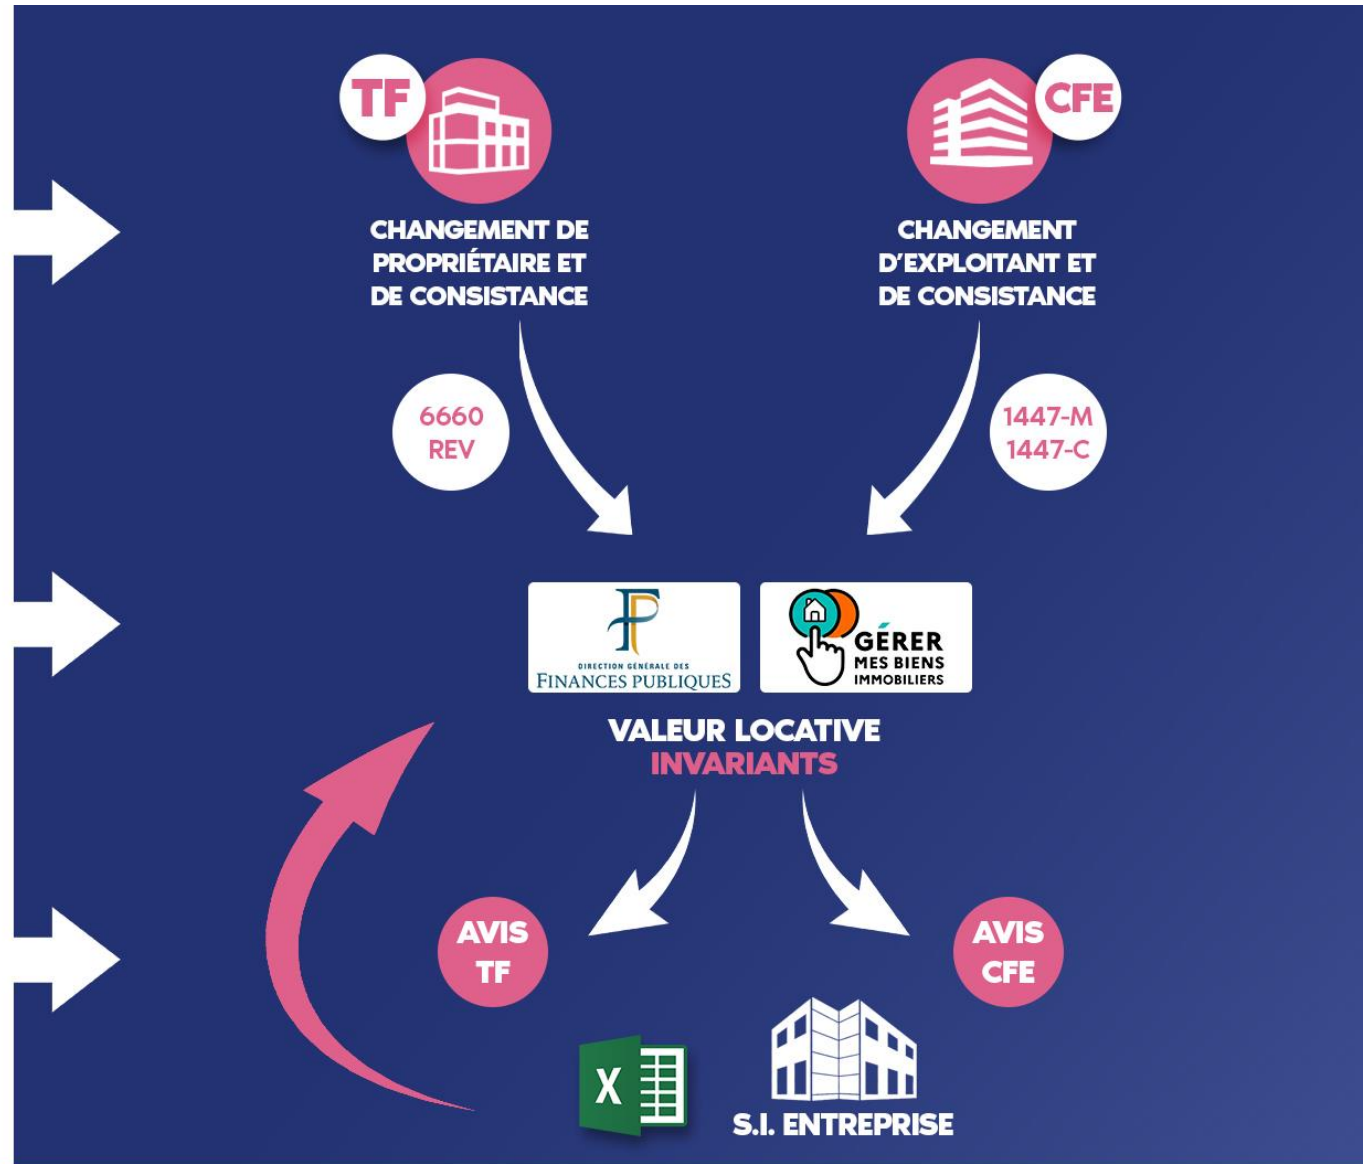 TF
CFE
CHANGEMENT DE
PROPRIÉTAIRE ET
DE CONSISTANCE
CHANGEMENT
D'EXPLOITANT ET
DE CONSISTANCE
6660
REV
1447-M
1447-C
DIRECTION GÉNÉRALE DES
FINANCES PUBLIQUES
GÉRER
MES BIENS
IMMOBILIERS
VALEUR LOCATIVE
INVARIANTS
AVIS
TF
AVIS
CFE
X
S.I. ENTREPRISE